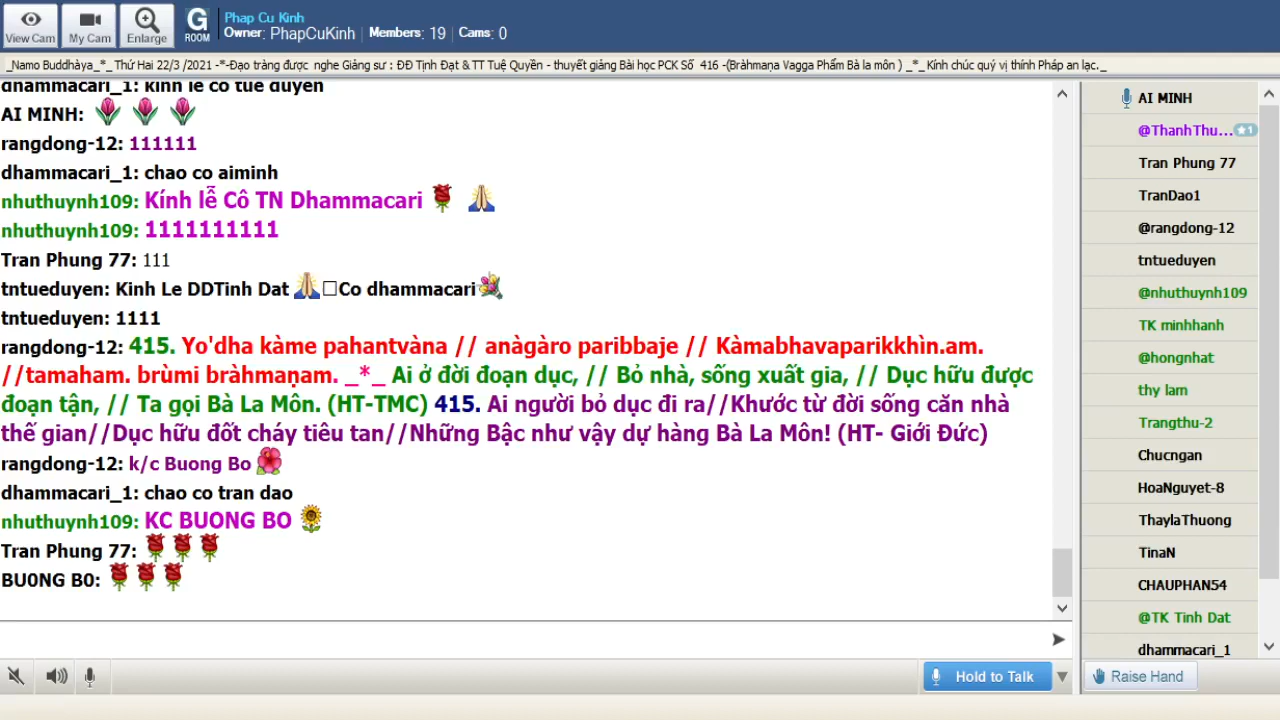 View Cam
My Cam
Enlarge
G
ROOM
Phap Cu Kinh
Owner: PhapCuKinh | Members: 19 | Cams: 0
_Namo Buddhàya_*_ Thứ Hai 22/3 /2021 -*-Đạo tràng được nghe Giảng sư : ĐĐ Tịnh Đạt & TT Tuệ Quyền - thuyết giảng Bài học PCK Số 416 -(Bràhmaṇa Vagga Phẩm Bà la môn ) _*_ Kính chúc quý vị thính Pháp an lạc._
dhammacari_1: kinh le co tue duyen
AI MINH:
rangdong-12: 111111
dhammacari_1: chao co aiminh
nhuthuynh109: Kính lễ Cô TN Dhammacari
nhuthuynh109: 1111111111
Tran Phung 77: 111
tntueduyen: Kinh Le DDTinh Dat Co dhammacari
tntueduyen: 1111
rangdong-12: 415. Yo'dha kàme pahantvàna // anàgàro paribbaje // Kàmabhavaparikkhìn.am.
//tamaham. brùmi bràhmaṇam. _*_ Ai ở đời đoạn dục, // Bỏ nhà, sống xuất gia, // Dục hữu được
đoạn tận, // Ta gọi Bà La Môn. (HT-TMC) 415. Ai người bỏ dục đi ra//Khước từ đời sống căn nhà
thế gian//Dục hữu đốt cháy tiêu tan//Những Bậc như vậy dự hàng Bà La Môn! (HT- Giới Đức)
rangdong-12: k/c Buong Bo
dhammacari_1: chao co tran dao
nhuthuynh109: KC BUONG BO
Tran Phung 77:
BU0NG B0:
AI MINH
@ThanhThu... 1
Tran Phung 77
TranDao1
@rangdong-12
tntueduyen
@nhuthuynh109
TK minhhanh
@hongnhat
thy lam
Trangthu-2
Chucngan
HoaNguyet-8
ThaylaThuong
TinaN
CHAUPHAN54
@TK Tinh Dat
dhammacari_1
Hold to Talk
Raise Hand